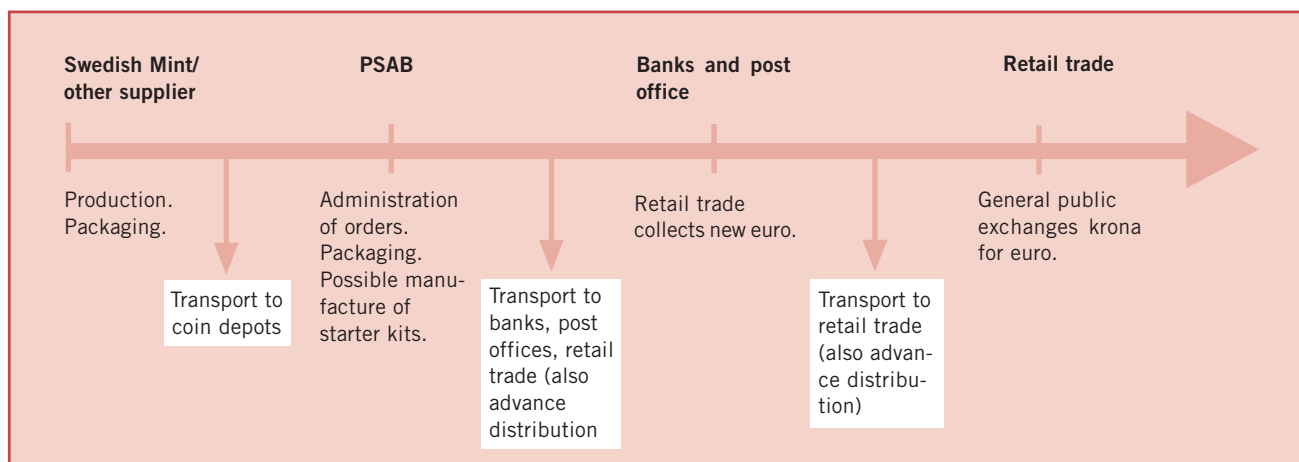 Swedish Mint/
other supplier
PSAB
Banks and post
office
Retail trade
Production.
Packaging.
Administration
of orders.
Packaging.
Possible manu-
facture of
starter kits.
Retail trade
collects new euro.
General public
exchanges krona
for euro.
Transport to
coin depots
Transport to
banks, post
offices, retail
trade (also
advance
distribution
Transport to
retail trade
(also advan-
ce distribu-
tion)